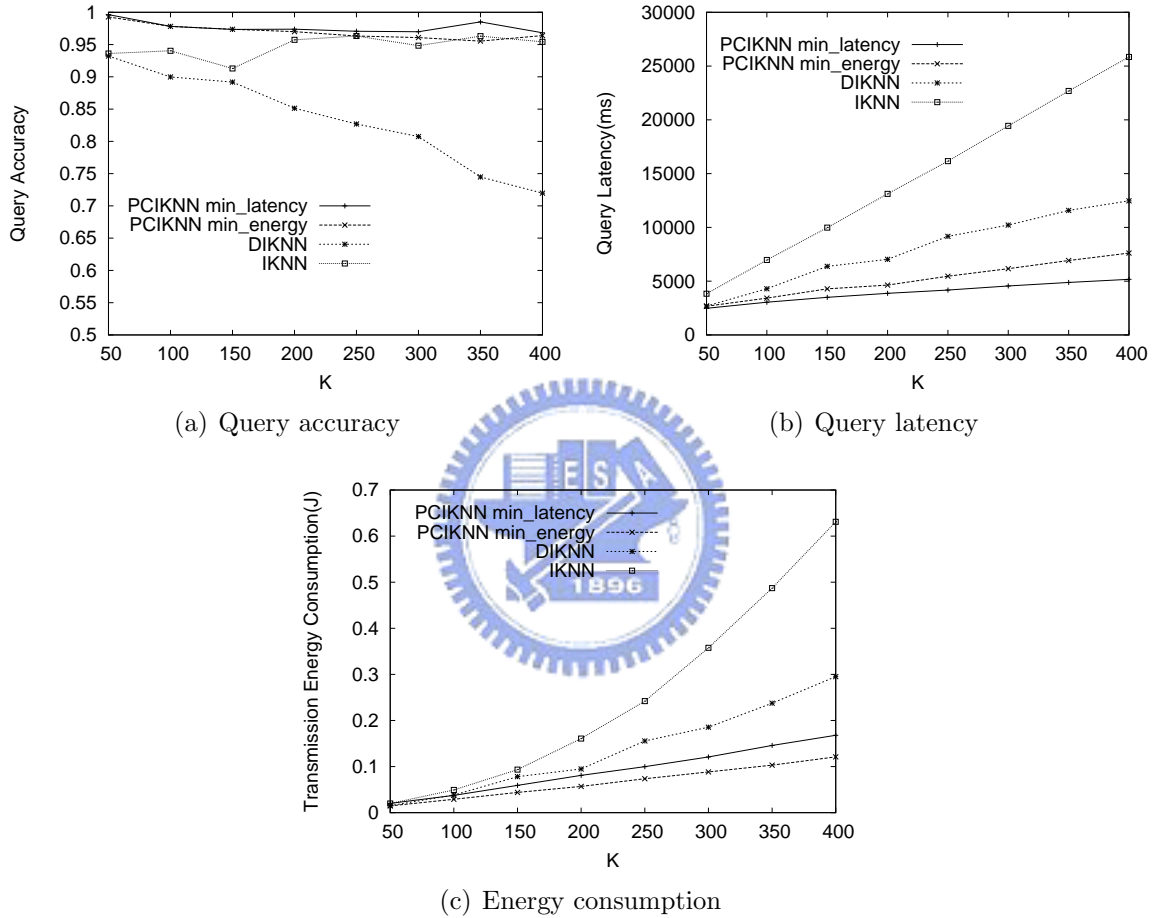 1
0.95
0.9
0.85
0.8
0.75
0.7
0.65
0.6
0.55
0.5
50 100 150 200 250 300 350 400
Query Accuracy
K
PCIKNN min_latency
PCIKNN min_energy
DIKNN
IKNN
(a) Query accuracy
30000
25000
20000
15000
10000
5000
0
50 100 150 200 250 300 350 400
Query Latency(ms)
K
PCIKNN min_latency
PCIKNN min_energy
DIKNN
IKNN
(b) Query latency
0.7
0.6
0.5
0.4
0.3
0.2
0.1
0
50 100 150 200 250 300 350 400
Transmission Energy Consumption(J)
K
PCIKNN min_latency
PCIKNN min_energy
DIKNN
IKNN
E S A
1896
(c) Energy consumption